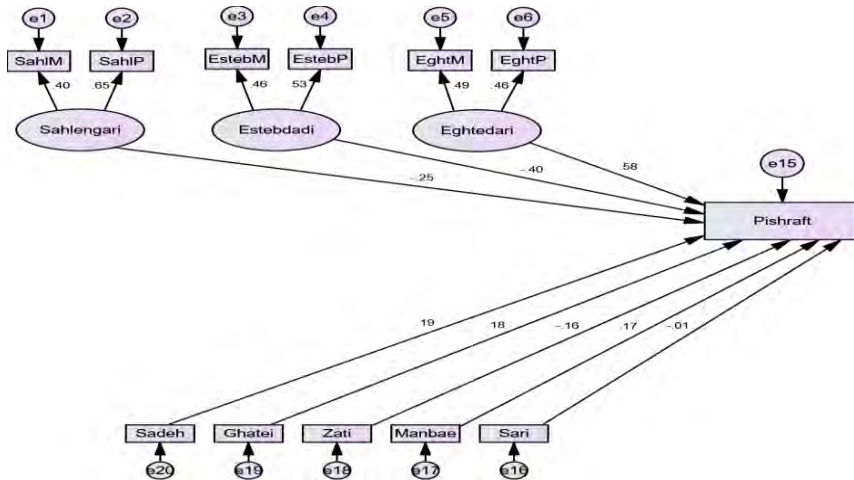 e1 e2 e3 e4 e5 e6
SahlM SahlP EstebM EstebP EghtM EghtP
.40 .65 .46 .53 .49 .46
Sahlengari Estebdadi Eghtedari
-.25 -.40 .58 e15
Pishraft
.19 .18 -.16 .17 -.01
Sadeh Ghatei Zati Manbae Sari
e20 e19 e18 e17 e16